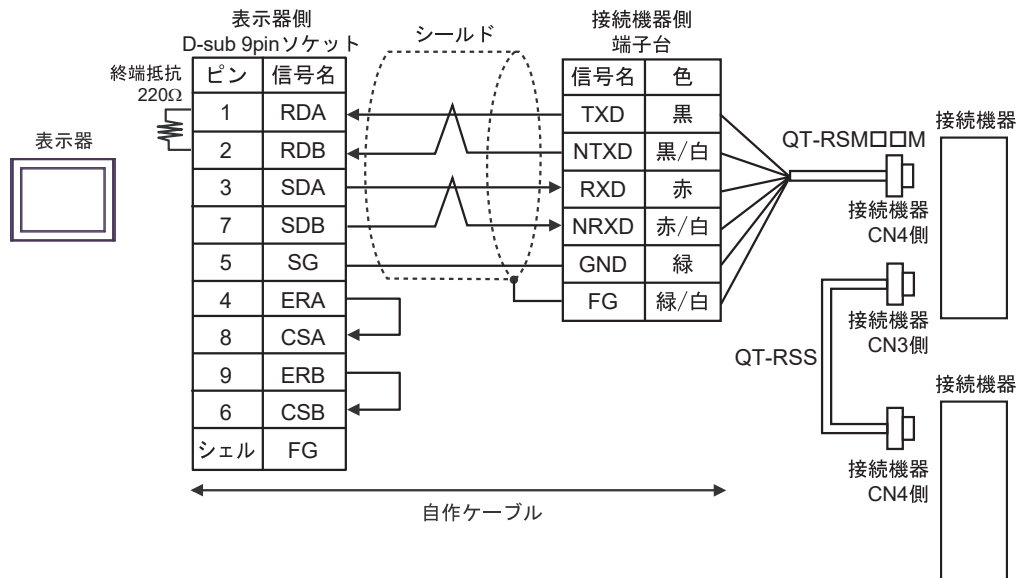 表示器側
D-sub 9pinソケット
シールド
接続機器側
端子台
終端抵抗
220Ω
表示器
ピン 信号名
1 RDA
2 RDB
3 SDA
7 SDB
5 SG
4 ERA
8 CSA
9 ERB
6 CSB
シェル FG
信号名 色
TXD 黒
NTXD 黒/白
RXD 赤
NRXD 赤/白
GND 緑
FG 緑/白
QT-RSM□□M
接続機器
接続機器
CN4側
接続機器
CN3側
QT-RSS
接続機器
接続機器
CN4側
自作ケーブル